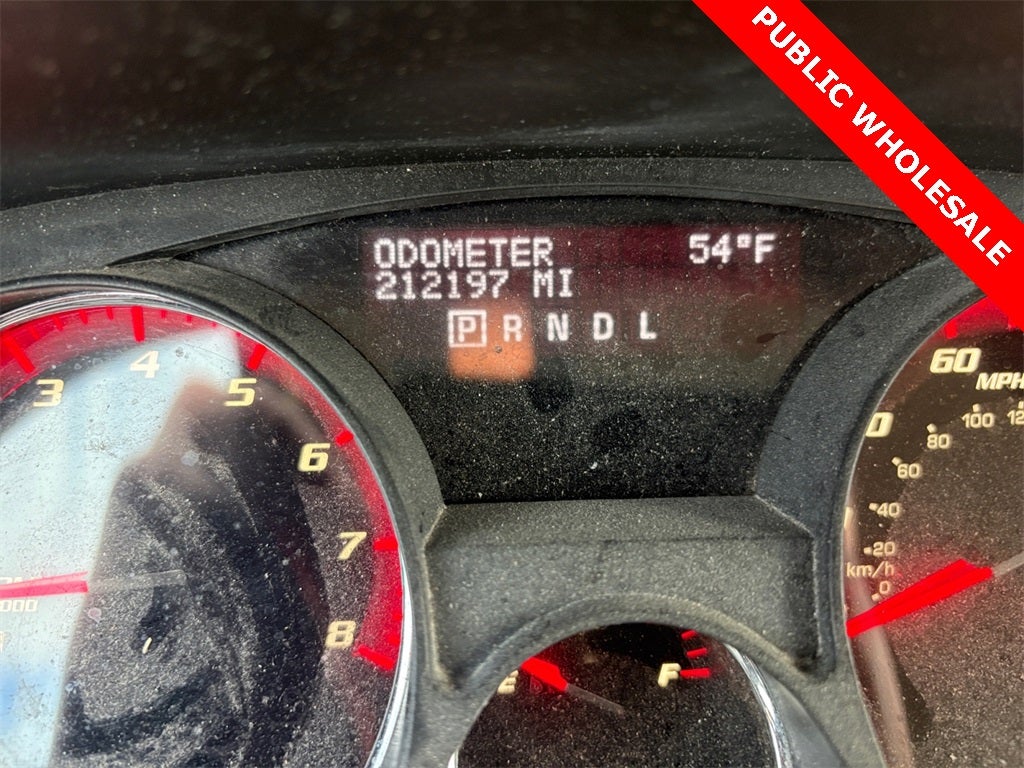 PUBLIC WHOLESALE
ODOMETER 54°F
212197 MI
P R N D L
3 4 5 6 7 8
60
MPH
100
80
60
40
20
km/h
0
F